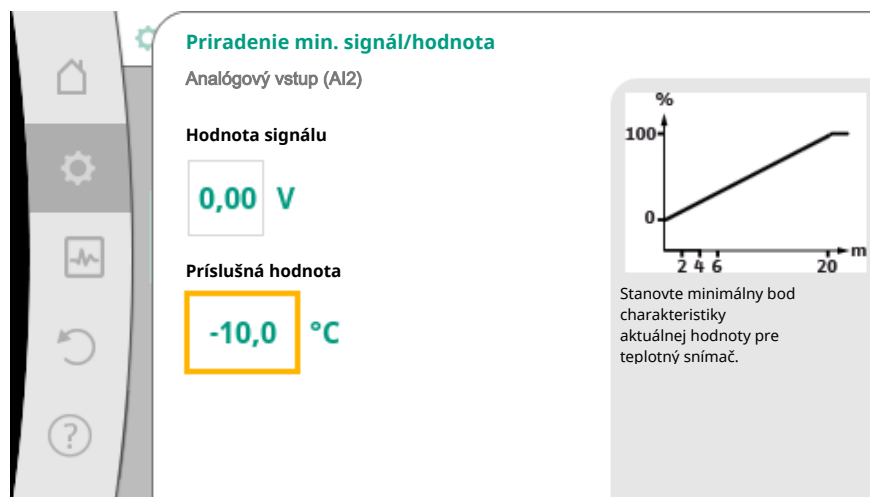 Priradenie min. signál/hodnota
Analógový vstup (AI2)
Hodnota signálu
0,00 V
Príslušná hodnota
-10,0 °C
%
100
0
2 4 6 20 m
Stanovte minimálny bod
charakteristiky
aktuálnej hodnoty pre
teplotný snímač.
?